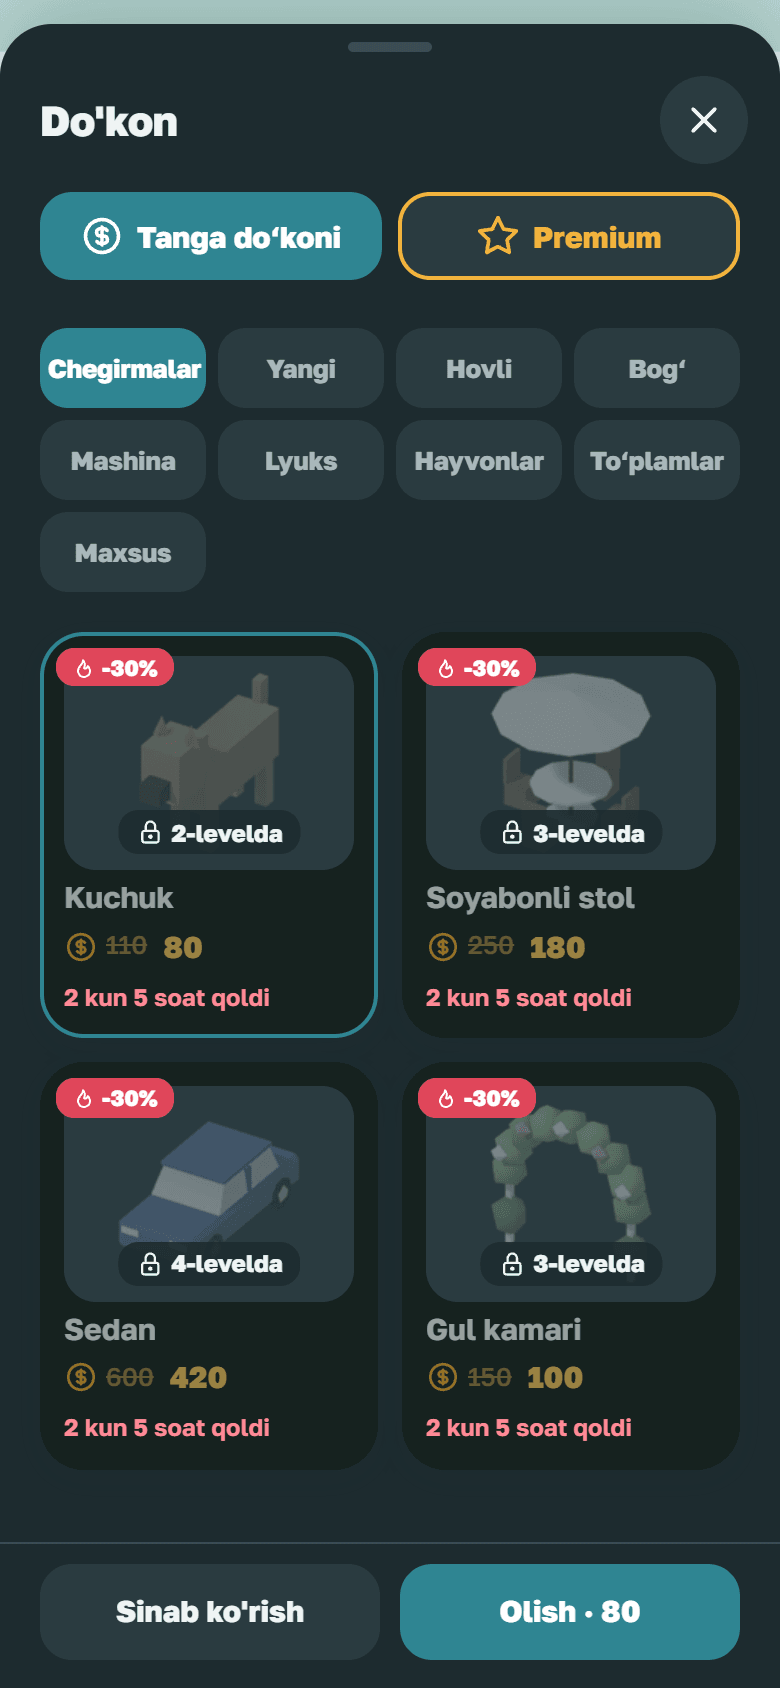 Do'kon
Tanga do‘koni
Premium
Chegirmalar
Yangi
Hovli
Bog‘
Mashina
Lyuks
Hayvonlar
To‘plamlar
Maxsus
-30%
2-levelda
Kuchuk
110 80
2 kun 5 soat qoldi
-30%
3-levelda
Soyabonli stol
250 180
2 kun 5 soat qoldi
-30%
4-levelda
Sedan
600 420
2 kun 5 soat qoldi
-30%
3-levelda
Gul kamari
150 100
2 kun 5 soat qoldi
Sinab ko'rish
Olish · 80